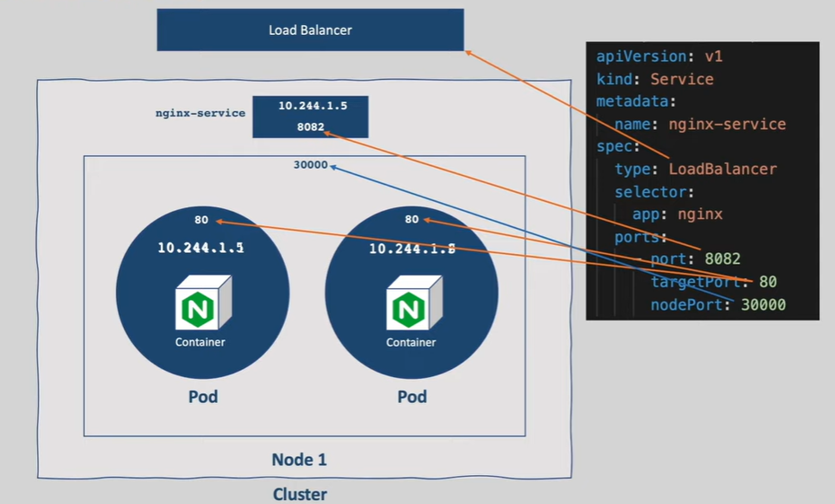 Load Balancer
nginx-service
10.244.1.5
8082
30000
80
10.244.1.5
N
Container
Pod
80
10.244.1.8
N
Container
Pod
Node 1
Cluster
apiVersion: v1
kind: Service
metadata:
name: nginx-service
spec:
type: LoadBalancer
selector:
app: nginx
ports:
- port: 8082
targetPort: 80
nodePort: 30000